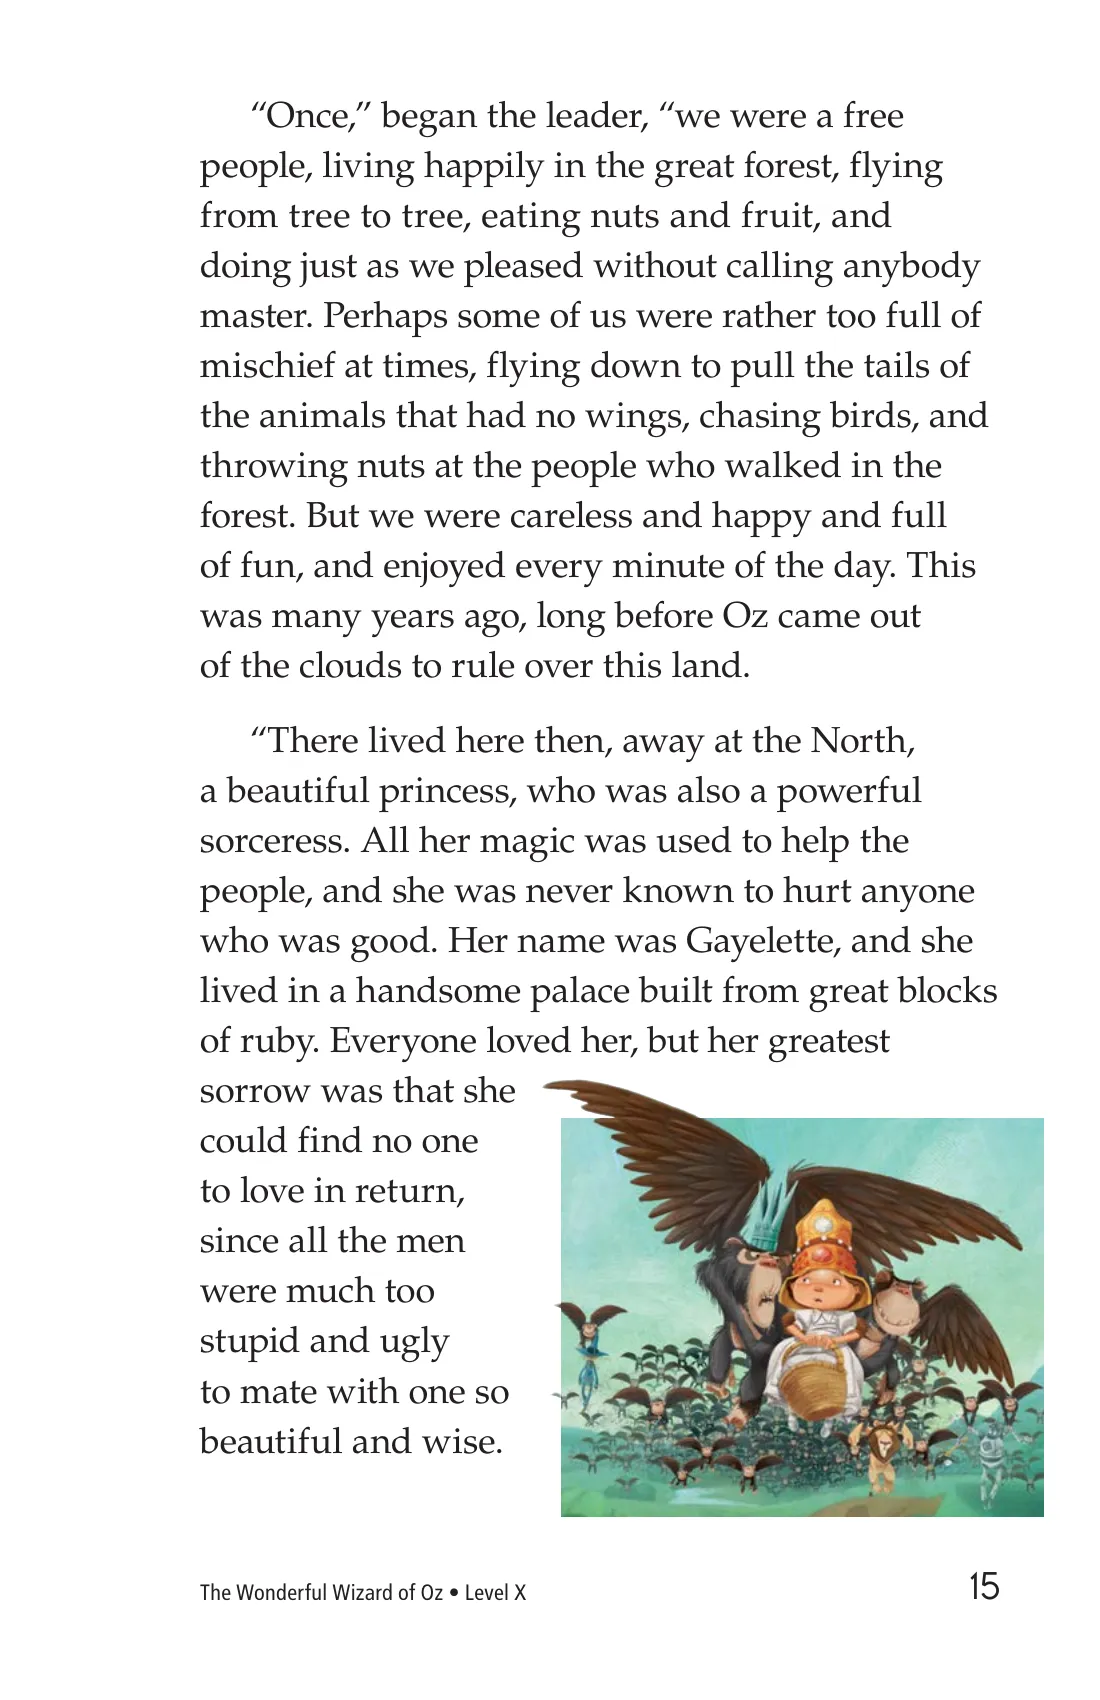 “Once,” began the leader, “we were a free
people, living happily in the great forest, flying
from tree to tree, eating nuts and fruit, and
doing just as we pleased without calling anybody
master. Perhaps some of us were rather too full of
mischief at times, flying down to pull the tails of
the animals that had no wings, chasing birds, and
throwing nuts at the people who walked in the
forest. But we were careless and happy and full
of fun, and enjoyed every minute of the day. This
was many years ago, long before Oz came out
of the clouds to rule over this land.
“There lived here then, away at the North,
a beautiful princess, who was also a powerful
sorceress. All her magic was used to help the
people, and she was never known to hurt anyone
who was good. Her name was Gayelette, and she
lived in a handsome palace built from great blocks
of ruby. Everyone loved her, but her greatest
sorrow was that she
could find no one
to love in return,
since all the men
were much too
stupid and ugly
to mate with one so
beautiful and wise.
The Wonderful Wizard of Oz • Level X
15